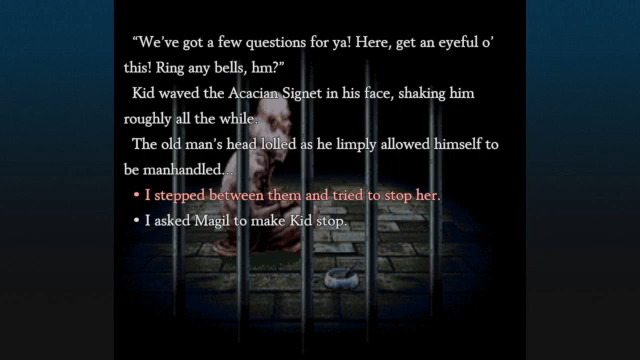 “We’ve got a few questions for ya! Here, get an eyeful o’
this! Ring any bells, hm?”
Kid waved the Acacian Signet in his face, shaking him
roughly all the while.
The old man’s head lolled as he limply allowed himself to
be manhandled...
• I stepped between them and tried to stop her.
• I asked Magil to make Kid stop.